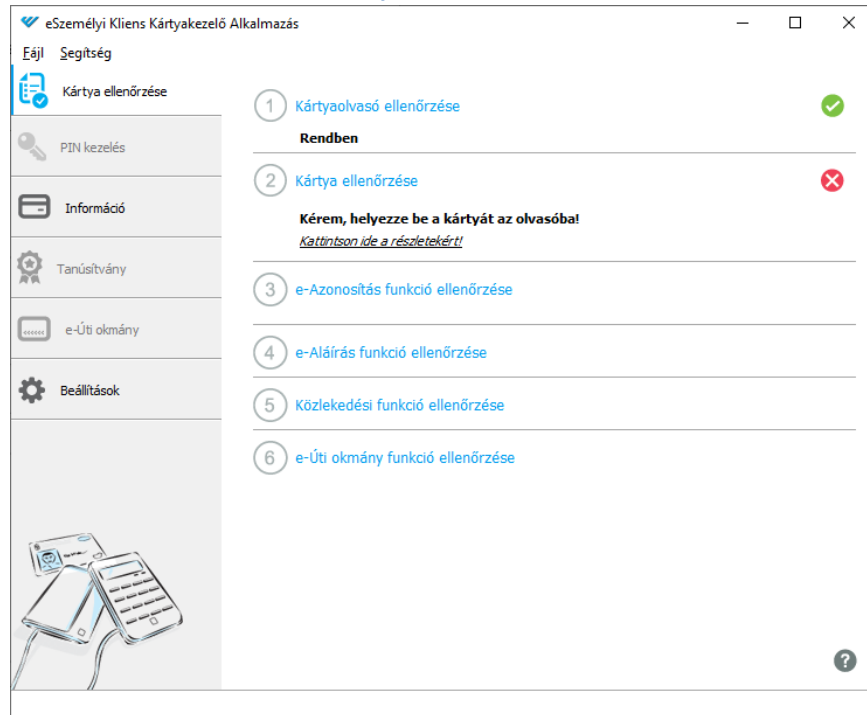 eSzemélyi Kliens Kártyakezelő Alkalmazás
Fájl Segítség
Kártya ellenőrzése
PIN kezelés
Információ
Tanúsítvány
e-Úti okmány
Beállítások
1 Kártyaolvasó ellenőrzése
Rendben
2 Kártya ellenőrzése
Kérem, helyezze be a kártyát az olvasóba!
Kattintson ide a részletekért!
3 e-Azonosítás funkció ellenőrzése
4 e-Aláírás funkció ellenőrzése
5 Közlekedési funkció ellenőrzése
6 e-Úti okmány funkció ellenőrzése
?